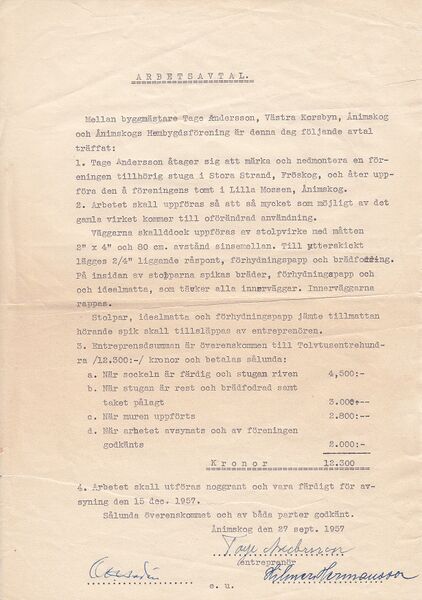 ARBETSAVTAL.
Mellan byggmästare Tage Andersson, Västra Korsbyn, Ånimskog
och Ånimskogs Hembygdsförening är denna dag följande avtal
träffat:
1. Tage Andersson åtager sig att märka och nedmontera en för-
eningen tillhörig stuga i Stora Strand, Fröskog, och åter upp-
föra den å föreningens tomt i Lilla Mossen, Ånimskog.
2. Arbetet skall uppföras så att så mycket som möjligt av det
gamla virket kommer till oförändrad användning.
Väggarna skalldock uppföras av stolpvirke med måtten
2" x 4" och 80 cm. avstånd sinsemellan. Till ytterskickt
lägges 2/4" liggande råspont, förhydningspapp och brädfodring.
På insidan av stolparna spikas bräder, förhydningspapp och
och idealmatta, som täcker alla innerväggar. Innerväggarna
rappas.
Stolpar, idealmatta och förhydningspapp jämte tillmattan
hörande spik skall tillsläppas av entreprenören.
3. Entreprendsumman är överenskommen till Tolvtusentrehund-
ra /12.300:-/ kronor och betalas sålunda:
a. När sockeln är färdig och stugan riven 4,500:-
b. När stugan är rest och brädfodrad samt
taket pålagt 3.000:--
c. När muren uppförts 2.800:--
d. När arbetet avsynats och av föreningen
godkänts 2.000:-
Kronor 12.300
4. Arbetet skall utföras noggrant och vara färdigt för av-
syning den 15 dec. 1957.
Sålunda överenskommet och av båda parter godkänt.
Ånimskog den 27 sept. 1957
Tage Andersson
entreprenör
Hilmer Hermansson
e. u.